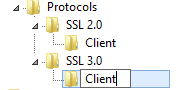 Protocols
SSL 2.0
Client
SSL 3.0
Client